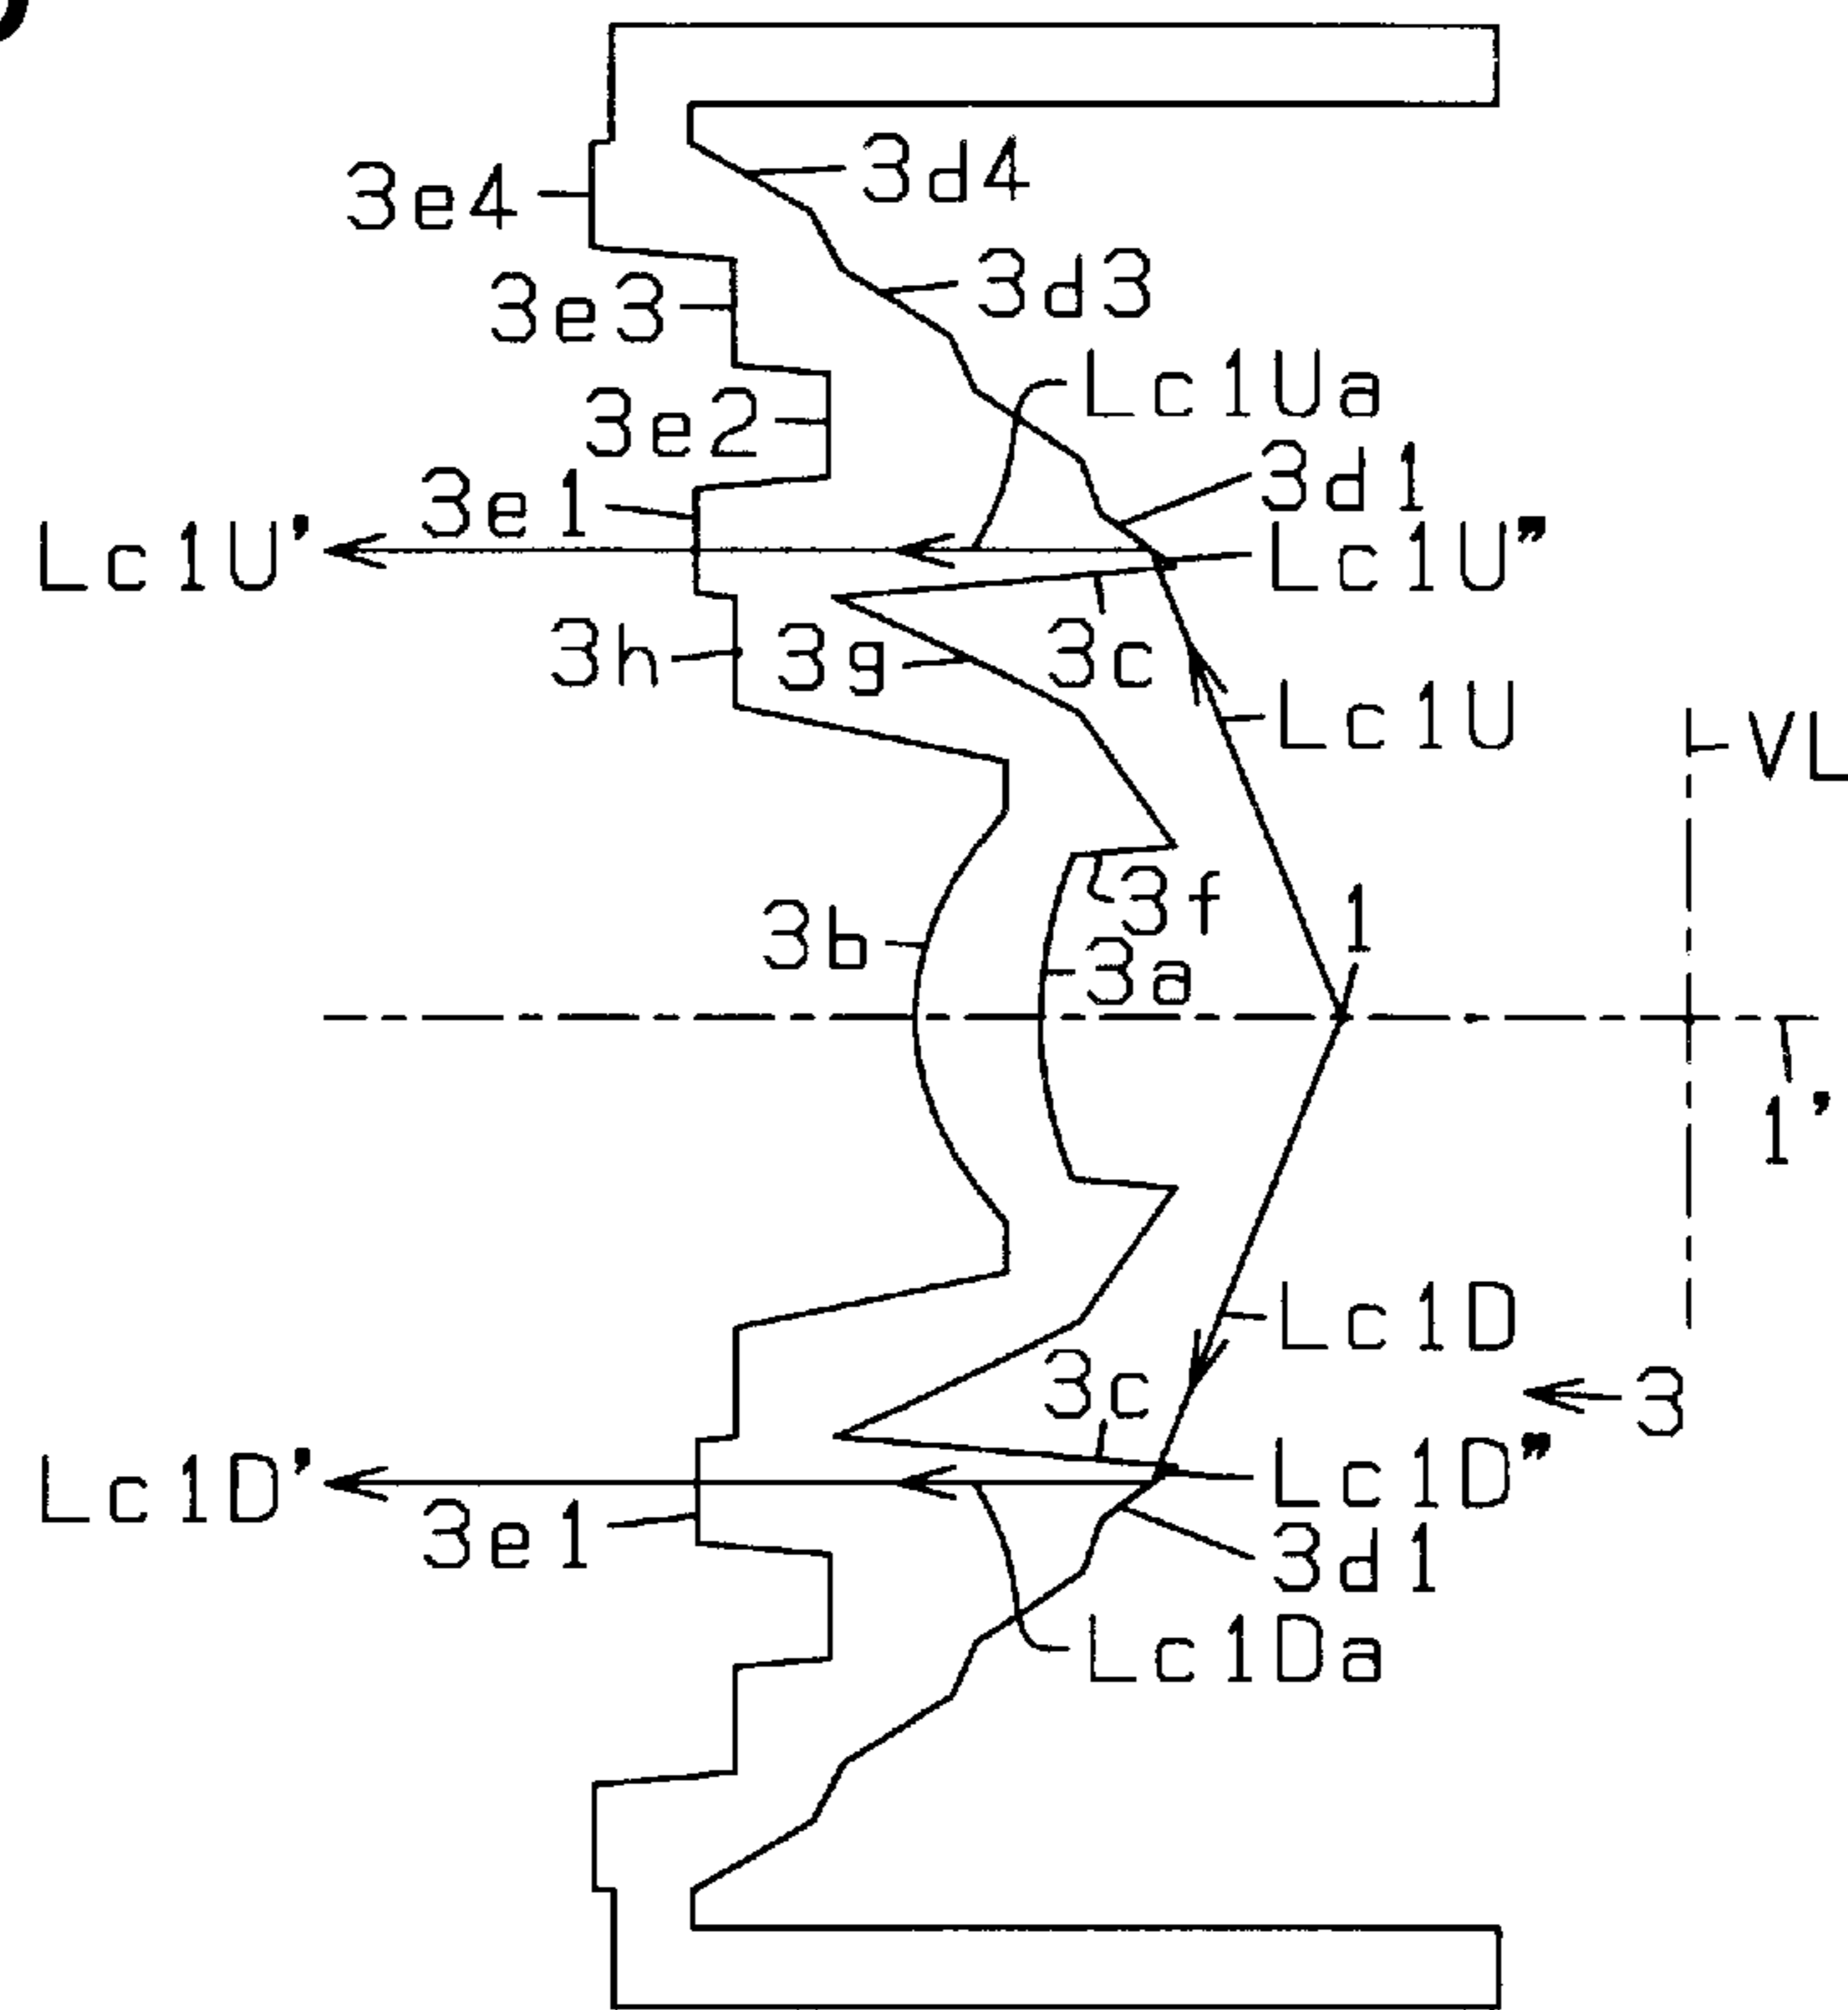 3d4
3e4
3d3
3e3
Lc1Ua
3e2
3d1
3e1
Lc1U'
Lc1U”
3h
3g
3c
Lc1U
VL
3f
1
3b
3a
1'
Lc1D
3c
3
Lc1D'
Lc1D”
3e1
3d1
Lc1Da